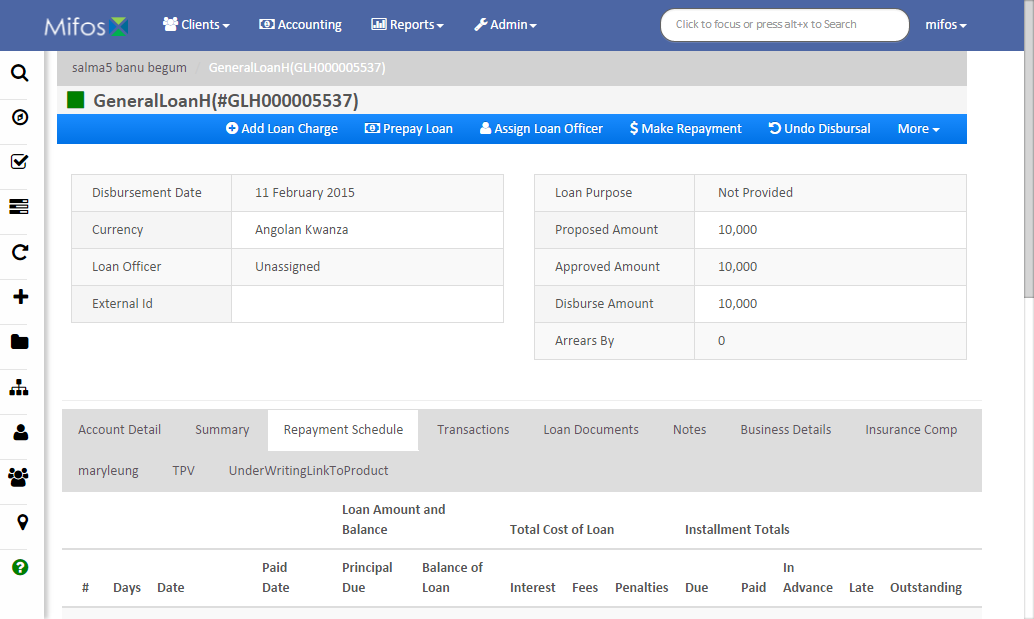 Mifos Clients Accounting Reports Admin Click to focus or press alt+x to Search mifos
salma5 banu begum GeneralLoanH(GLH000005537)
GeneralLoanH(#GLH000005537)
Add Loan Charge Prepay Loan Assign Loan Officer $ Make Repayment Undo Disbursal More
Disbursement Date 11 February 2015
Currency Angolan Kwanza
Loan Officer Unassigned
External Id
Loan Purpose Not Provided
Proposed Amount 10,000
Approved Amount 10,000
Disburse Amount 10,000
Arrears By 0
Account Detail Summary Repayment Schedule Transactions Loan Documents Notes Business Details Insurance Comp
maryleung TPV UnderWritingLinkToProduct
Loan Amount and
Balance Total Cost of Loan Installment Totals
Paid Principal Balance of In
# Days Date Date Due Loan Interest Fees Penalties Due Paid Advance Late Outstanding